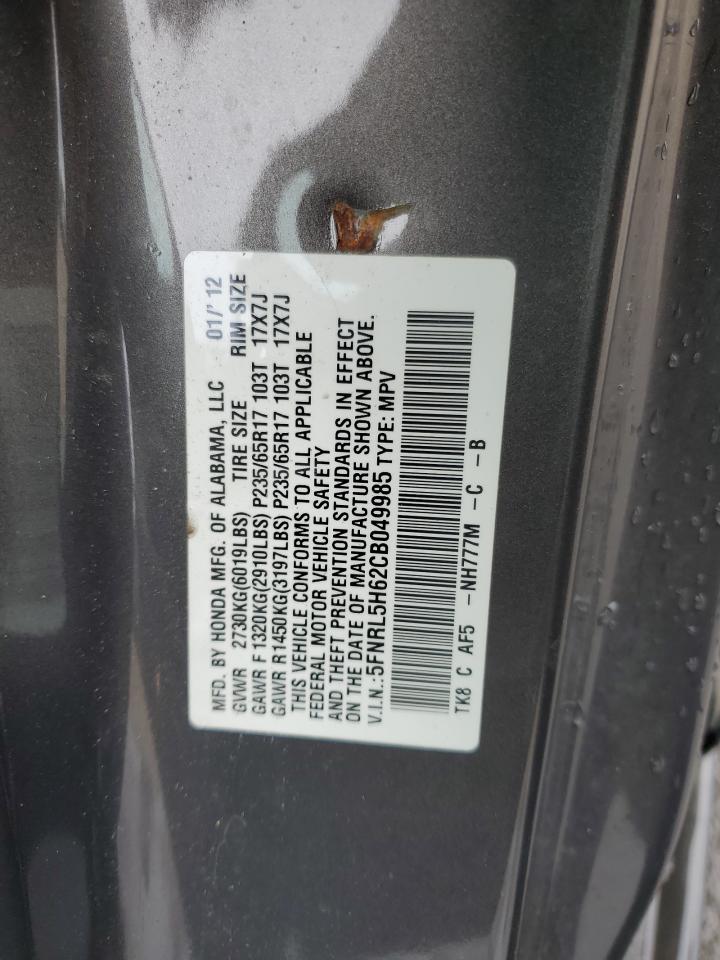 MFD. BY HONDA MFG. OF ALABAMA, LLC 01/'12
GVWR 2730KG(6019LBS) TIRE SIZE RIM SIZE
GAWR F 1320KG(2910LBS) P235/65R17 103T 17X7J
GAWR R1450KG(3197LBS) P235/65R17 103T 17X7J
THIS VEHICLE CONFORMS TO ALL APPLICABLE
FEDERAL MOTOR VEHICLE SAFETY
AND THEFT PREVENTION STANDARDS IN EFFECT
ON THE DATE OF MANUFACTURE SHOWN ABOVE.
V.I.N.:5FNRL5H62CB049985 TYPE: MPV
TK8 C AF5 -NH777M -C -B